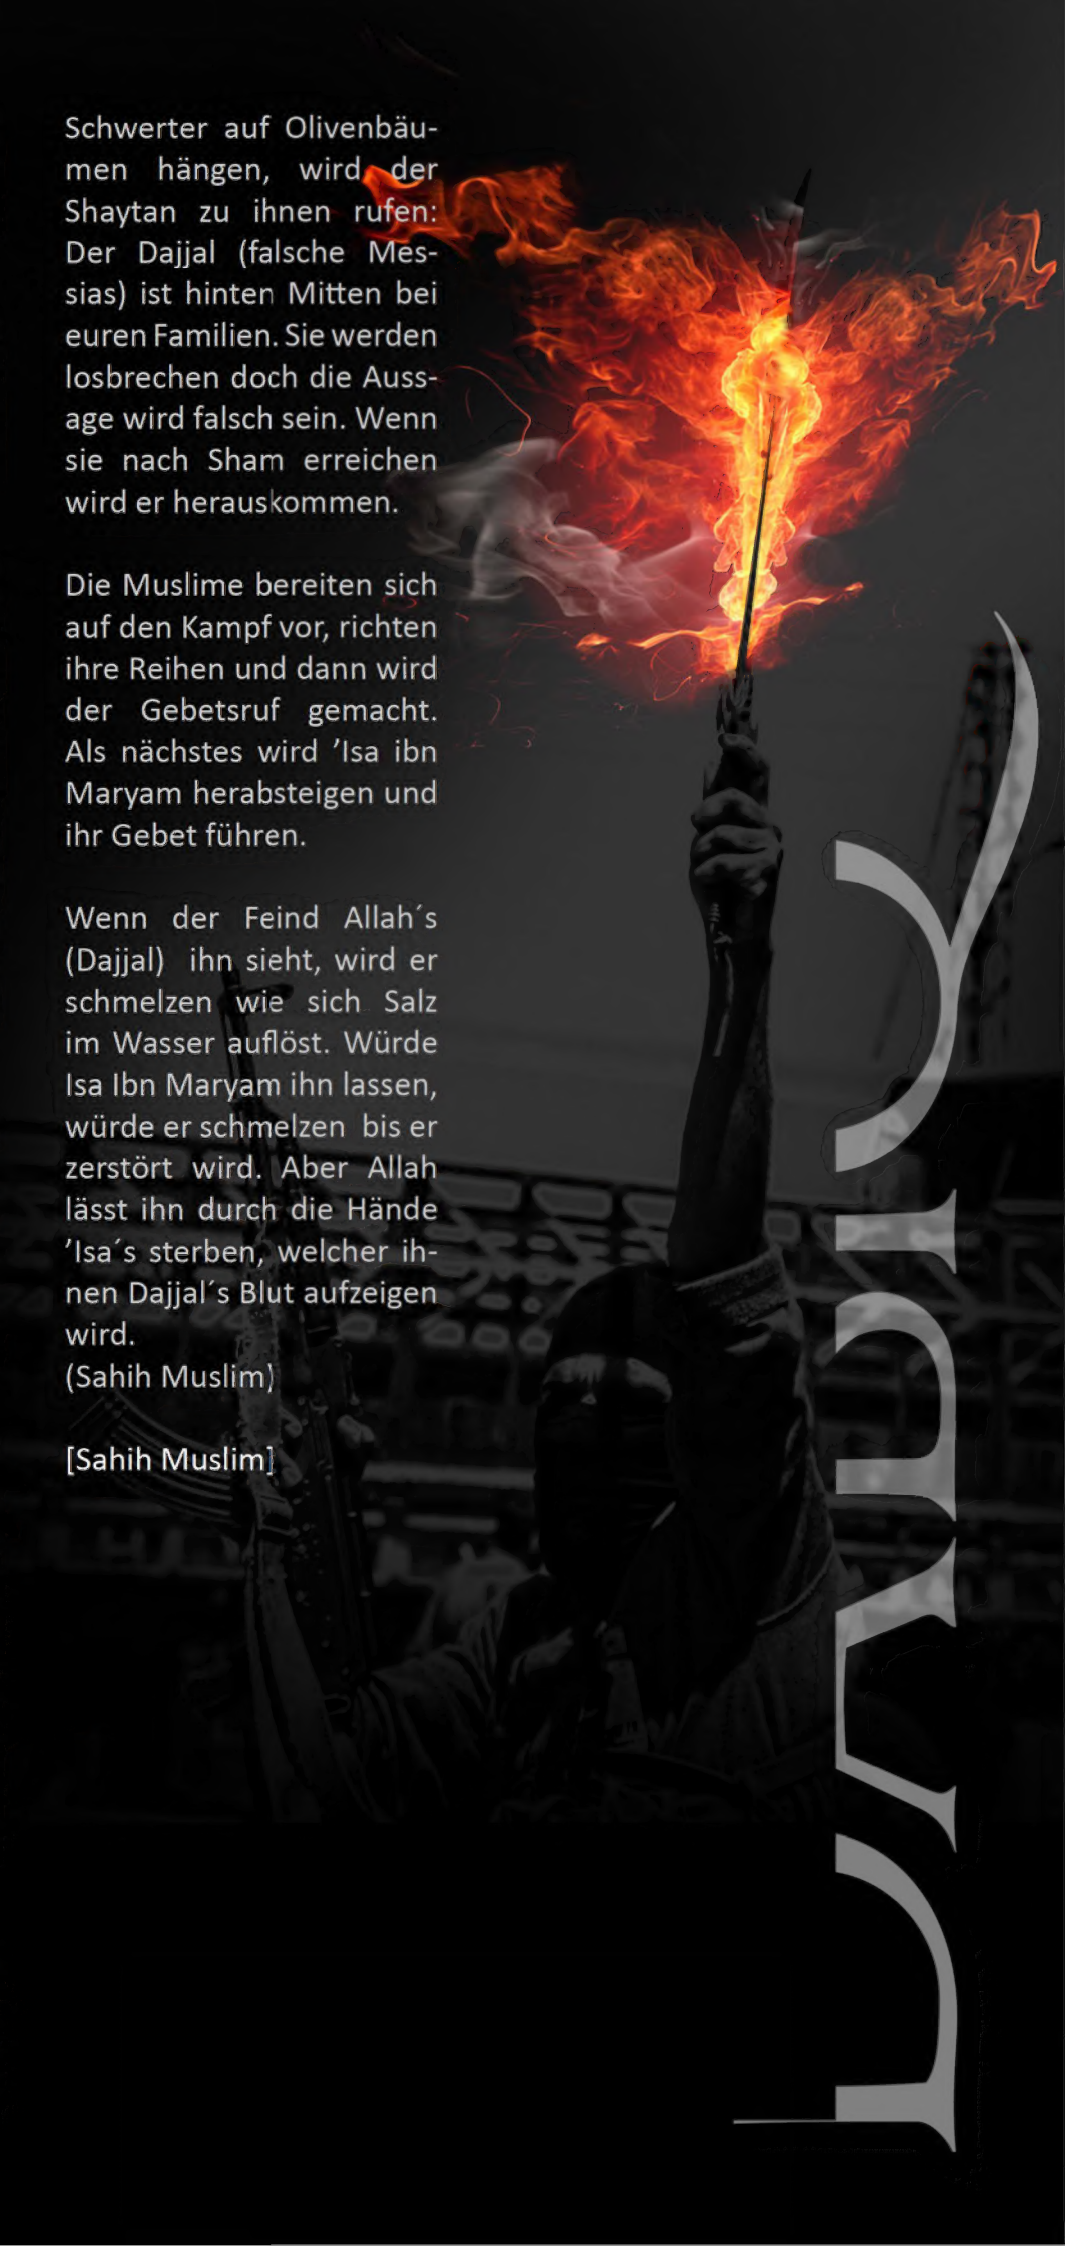 Schwerter auf Olivenbäu-
men hängen, wird der
Shaytan zu ihnen rufen:
Der Dajjal (falsche Mes-
sias) ist hinten Mitten bei
euren Familien. Sie werden
losbrechen doch die Auss-
age wird falsch sein. Wenn
sie nach Sham erreichen
wird er herauskommen.
Die Muslime bereiten sich
auf den Kampf vor, richten
ihre Reihen und dann wird
der Gebetsruf gemacht.
Als nächstes wird ’Isa ibn
Maryam herabsteigen und
ihr Gebet führen.
Wenn der Feind Allah´s
(Dajjal) ihn sieht, wird er
schmelzen wie sich Salz
im Wasser auflöst. Würde
Isa Ibn Maryam ihn lassen,
würde er schmelzen bis er
zerstört wird. Aber Allah
lässt ihn durch die Hände
’Isa´s sterben, welcher ih-
nen Dajjal´s Blut aufzeigen
wird.
(Sahih Muslim)
[Sahih Muslim]
DABIQ